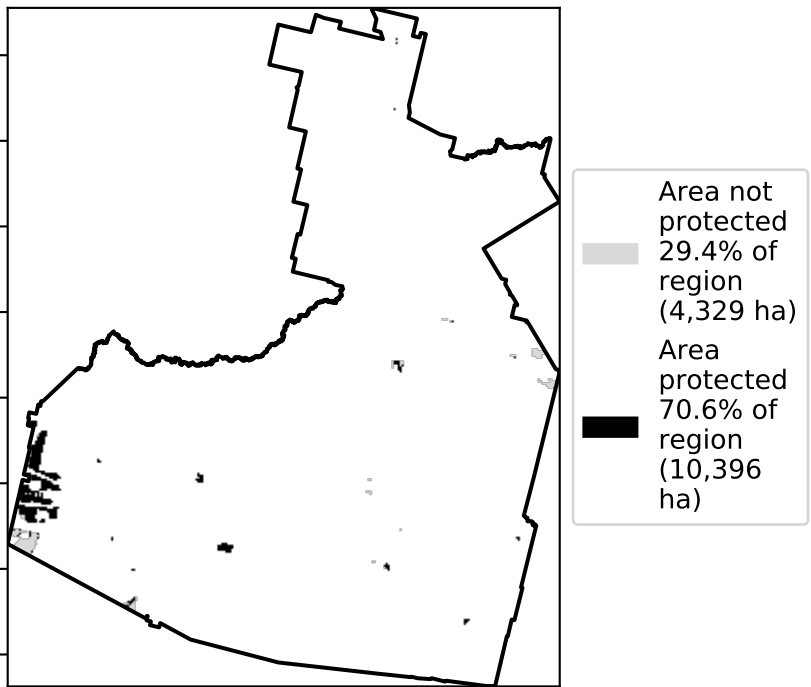 Area not
protected
29.4% of
region
(4,329 ha)
Area
protected
70.6% of
region
(10,396
ha)